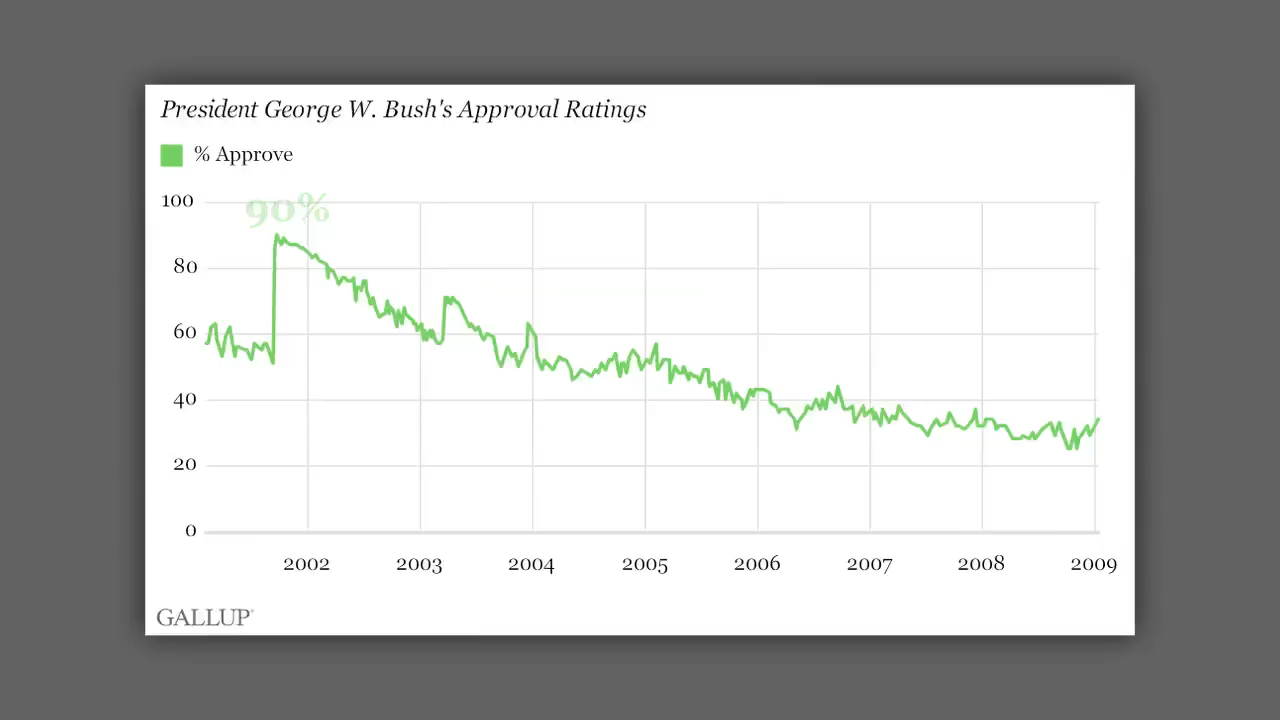 President George W. Bush's Approval Ratings
% Approve
100
90%
80
60
40
20
0
2002 2003 2004 2005 2006 2007 2008 2009
GALLUP®